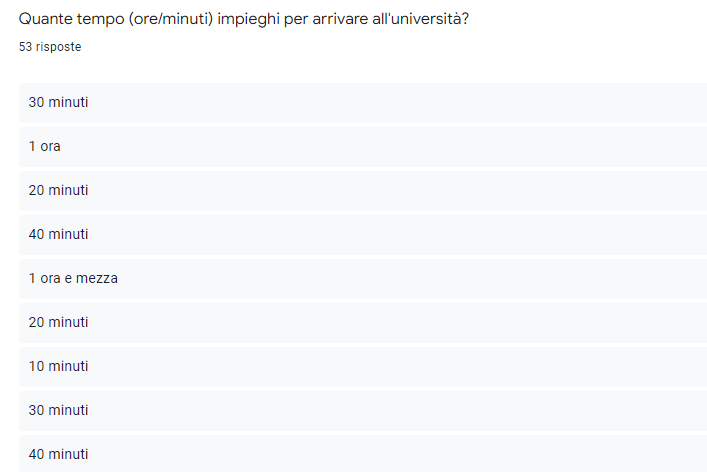 Quante tempo (ore/minuti) impieghi per arrivare all'università?
53 risposte
30 minuti
1 ora
20 minuti
40 minuti
1 ora e mezza
20 minuti
10 minuti
30 minuti
40 minuti